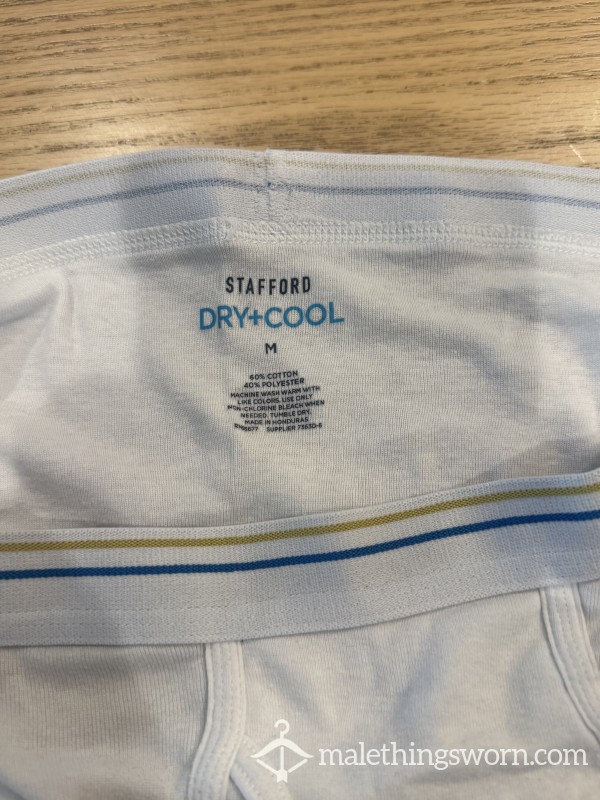 STAFFORD
DRY+COOL
M
60% COTTON
40% POLYESTER
MACHINE WASH WARM WITH
LIKE COLORS. USE ONLY
NON-CHLORINE BLEACH WHEN
NEEDED. TUMBLE DRY.
MADE IN HONDURAS
SUPPLIER
malethingsworn.com